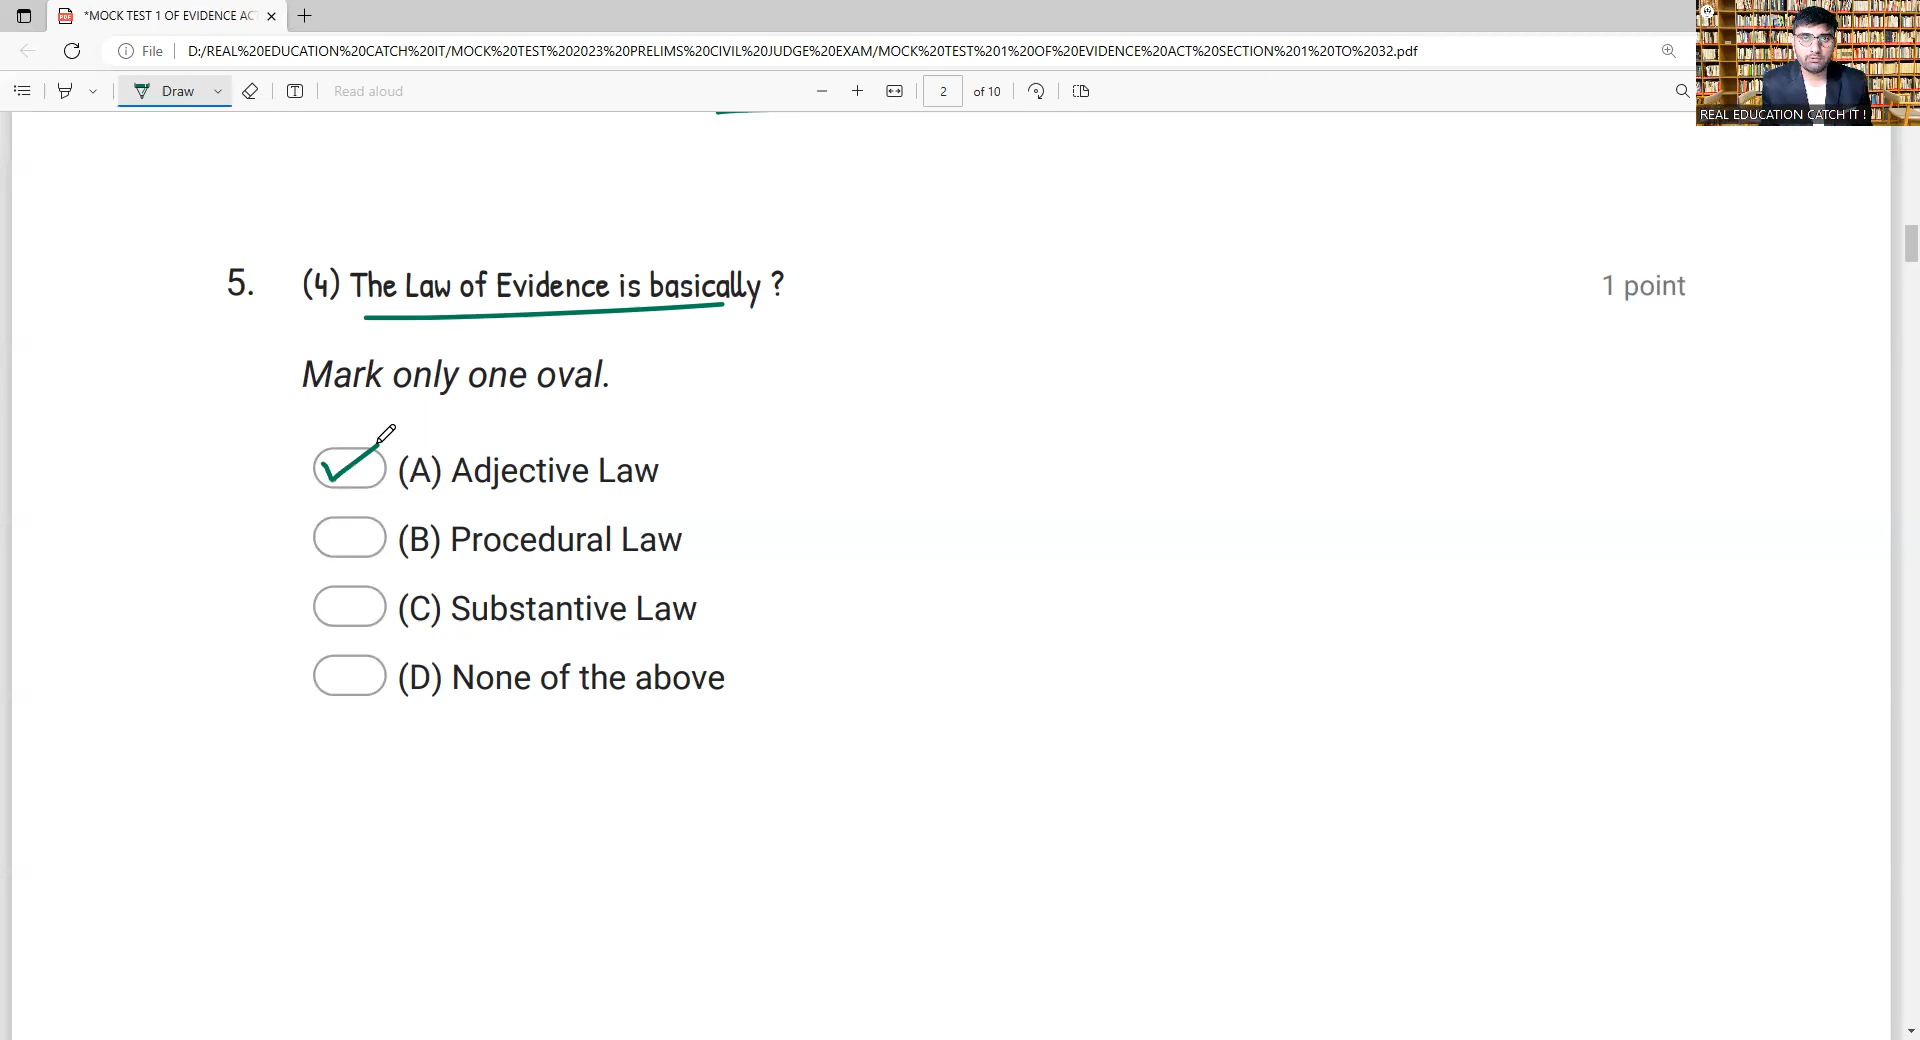 *MOCK TEST 1 OF EVIDENCE AC
File
D:/REAL%20EDUCATION%20CATCH%20IT/MOCK%20TEST%202023%20PRELIMS%20CIVIL%20JUDGE%20EXAM/MOCK%20TEST%201%20OF%20EVIDENCE%20ACT%20SECTION%201%20TO%2032.pdf
Draw
Read aloud
2 of 10
REAL EDUCATION CATCH IT !
5. (4) The Law of Evidence is basically ? 1 point
Mark only one oval.
(A) Adjective Law
(B) Procedural Law
(C) Substantive Law
(D) None of the above